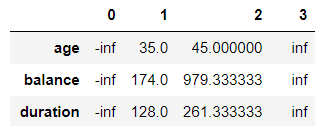 0 1 2 3
age -inf 35.0 45.000000 inf
balance -inf 174.0 979.333333 inf
duration -inf 128.0 261.333333 inf